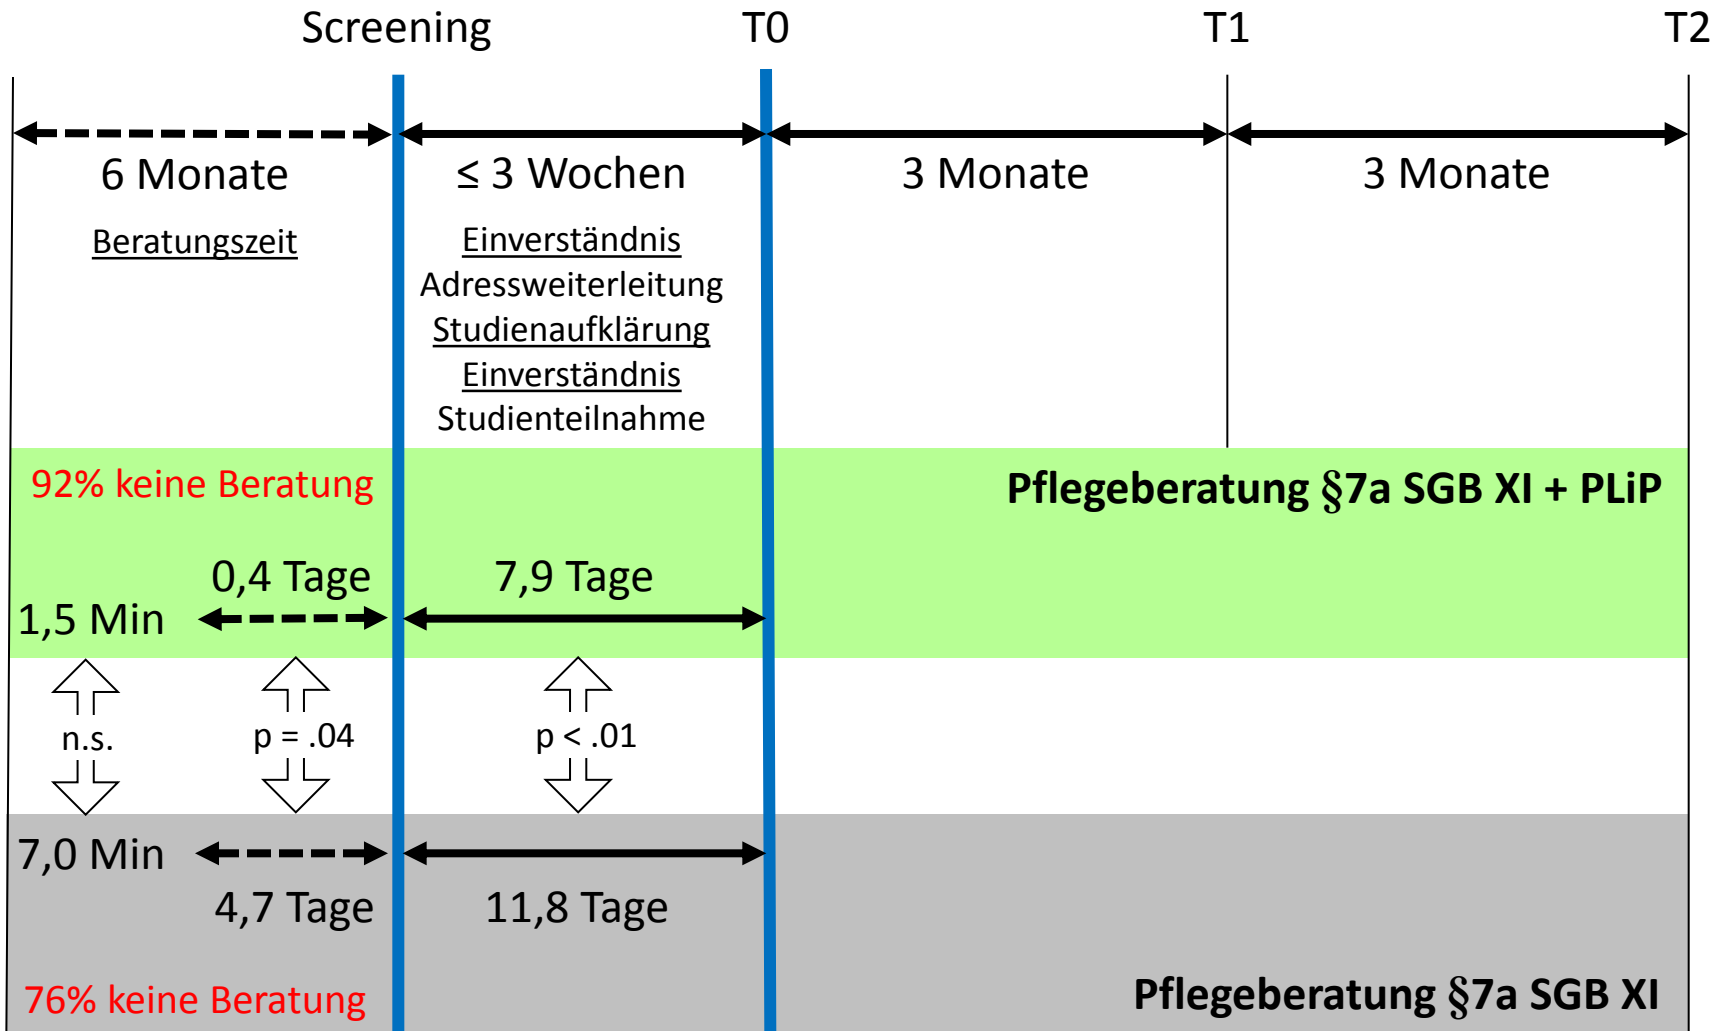 Screening
T0
T1
T2
6 Monate
≤ 3 Wochen
3 Monate
3 Monate
Beratungszeit
Einverständnis
Adressweiterleitung
Studienaufklärung
Einverständnis
Studienteilnahme
92% keine Beratung
Pflegeberatung §7a SGB XI + PLiP
0,4 Tage
7,9 Tage
1,5 Min
n.s.
p = .04
p < .01
7,0 Min
4,7 Tage
11,8 Tage
76% keine Beratung
Pflegeberatung §7a SGB XI